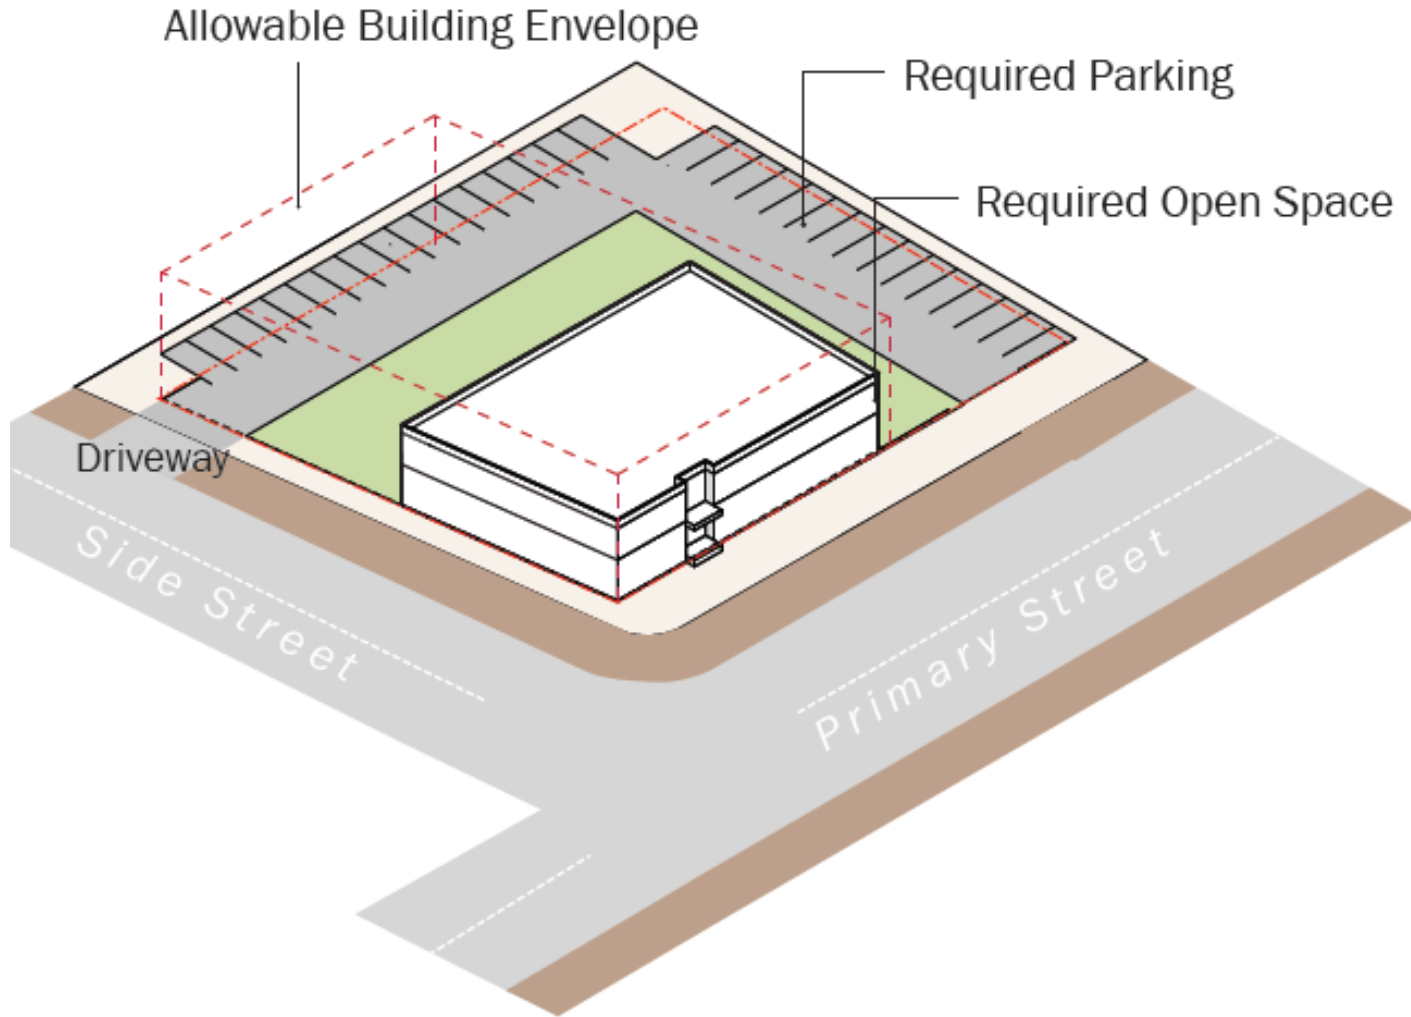 Allowable Building Envelope
Required Parking
Required Open Space
Driveway
Side Street
Primary Street